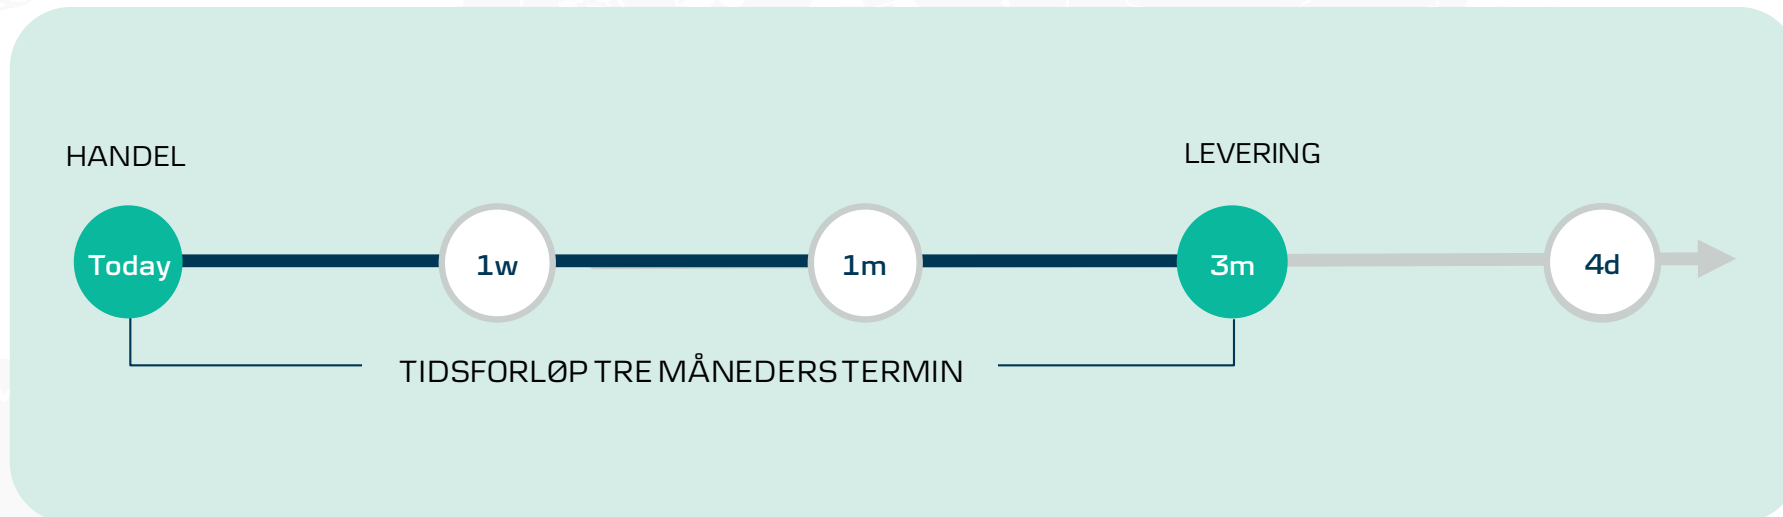 HANDEL
LEVERING
Today
1w
1m
3m
4d
TIDSFORLØP TRE MÅNEDERS TERMIN